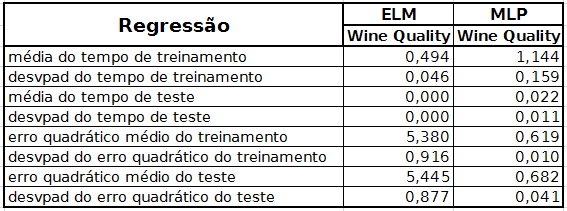 Regressão ELM MLP
Wine Quality Wine Quality
média do tempo de treinamento 0,494 1,144
desvpad do tempo de treinamento 0,046 0,159
média do tempo de teste 0,000 0,022
desvpad do tempo de teste 0,000 0,011
erro quadrático médio do treinamento 5,380 0,619
desvpad do erro quadrático do treinamento 0,916 0,010
erro quadrático médio do teste 5,445 0,682
desvpad do erro quadrático do teste 0,877 0,041